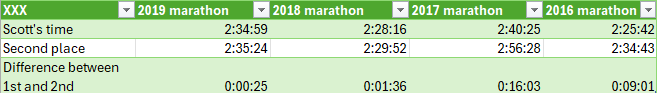 XXX 2019 marathon 2018 marathon 2017 marathon 2016 marathon
Scott's time 2:34:59 2:28:16 2:40:25 2:25:42
Second place 2:35:24 2:29:52 2:56:28 2:34:43
Difference between
1st and 2nd 0:00:25 0:01:36 0:16:03 0:09:01